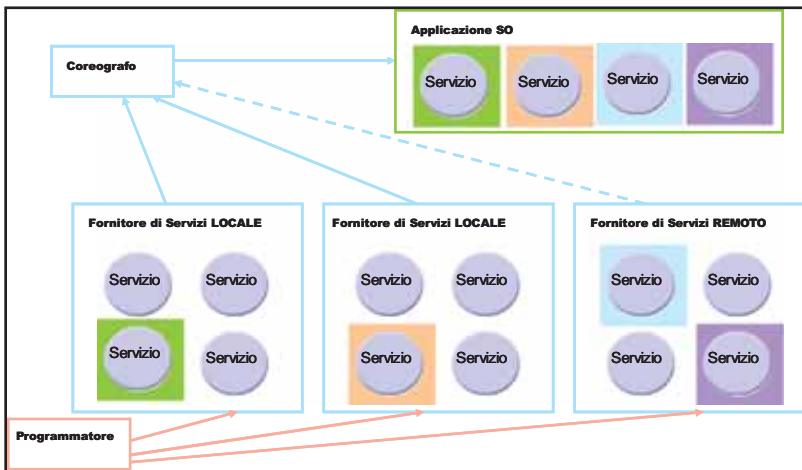 Applicazione SO
Coreografo
Servizio Servizio Servizio Servizio
Fornitore di Servizi LOCALE
Servizio Servizio
Servizio Servizio
Fornitore di Servizi LOCALE
Servizio Servizio
Servizio Servizio
Fornitore di Servizi REMOTO
Servizio Servizio
Servizio Servizio
Programmatore